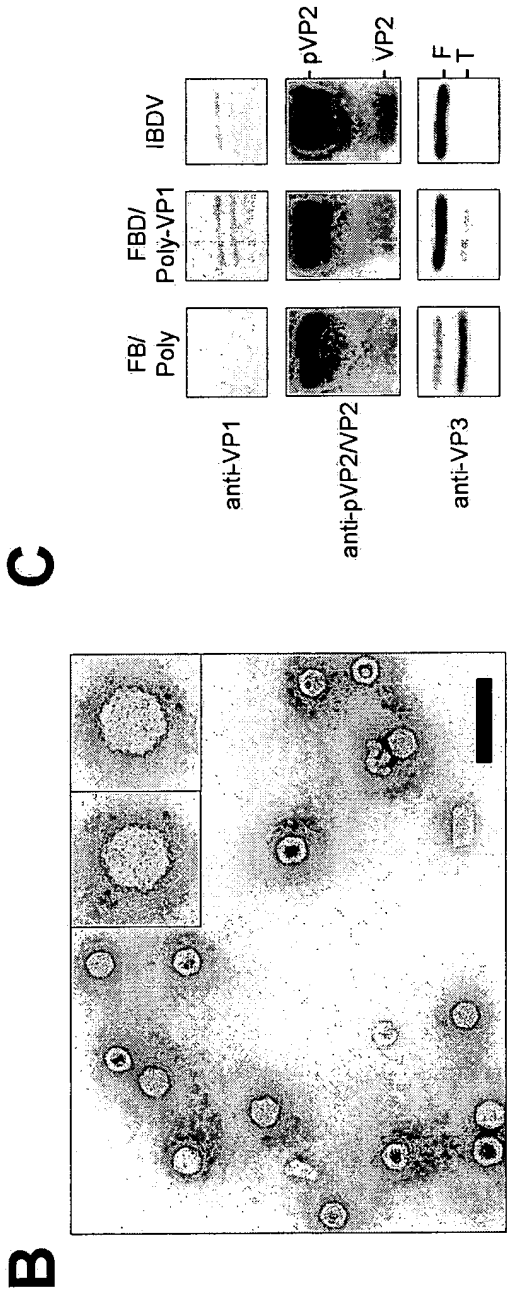 B
C
FB/
Poly
FBD/
Poly-VP1
IBDV
anti-VP1
anti-pVP2/VP2
pVP2
VP2
anti-VP3
F
T